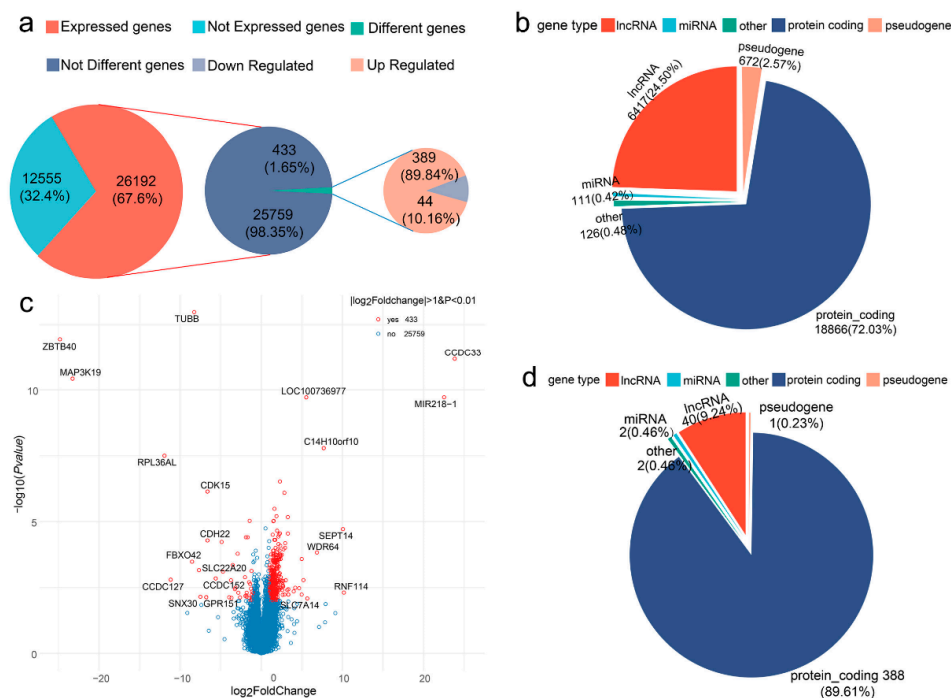 a
Expressed genes
Not Expressed genes
Different genes
Not Different genes
Down Regulated
Up Regulated
12555
(32.4%)
26192
(67.6%)
433
(1.65%)
25759
(98.35%)
389
(89.84%)
44
(10.16%)
b
gene type lncRNA miRNA other protein coding pseudogene
pseudogene
672(2.57%)
lncRNA
6417(24.50%)
miRNA
111(0.42%)
other
126(0.48%)
protein_coding
18866(72.03%)
c
|log2Foldchange|>1&P<0.01
yes 433
no 25759
TUBB
ZBTB40
MAP3K19
CCDC33
LOC100736977
MIR218−1
C14H10orf10
RPL36AL
CDK15
SEPT14
CDH22
WDR64
FBXO42
SLC22A20
CCDC127
CCDC152
RNF114
SNX30
GPR151
SLC7A14
−log10(Pvalue)
10
5
0
−20
−10
0
10
20
log2FoldChange
d
gene type lncRNA miRNA other protein coding pseudogene
lncRNA
40(9.24%)
miRNA
2(0.46%)
other
2(0.46%)
pseudogene
1(0.23%)
protein_coding 388
(89.61%)